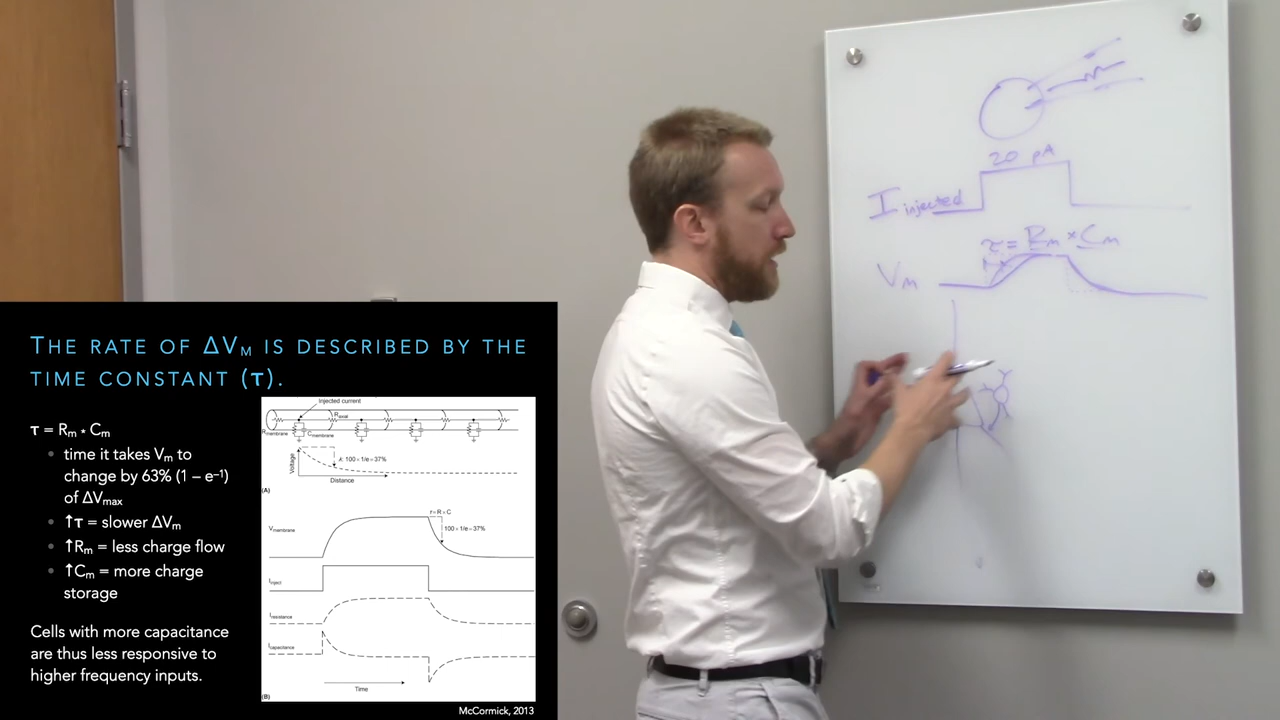 THE RATE OF ΔVM IS DESCRIBED BY THE
TIME CONSTANT (τ).
τ = Rm * Cm
time it takes Vm to
change by 63% (1 – e⁻¹)
of ΔVmax
↑τ = slower ΔVm
↑Rm = less charge flow
↑Cm = more charge
storage
Cells with more capacitance
are thus less responsive to
higher frequency inputs.
Injected current
Raxial
Rmembrane
Cmembrane
Voltage
λ: 100 × 1/e = 37%
Distance
(A)
τ = R × C
Vmembrane
100 × 1/e = 37%
Iinject
Iresistance
Icapacitance
Time
(B)
McCormick, 2013
20 pA
I injected
τ = Rm × Cm
Vm